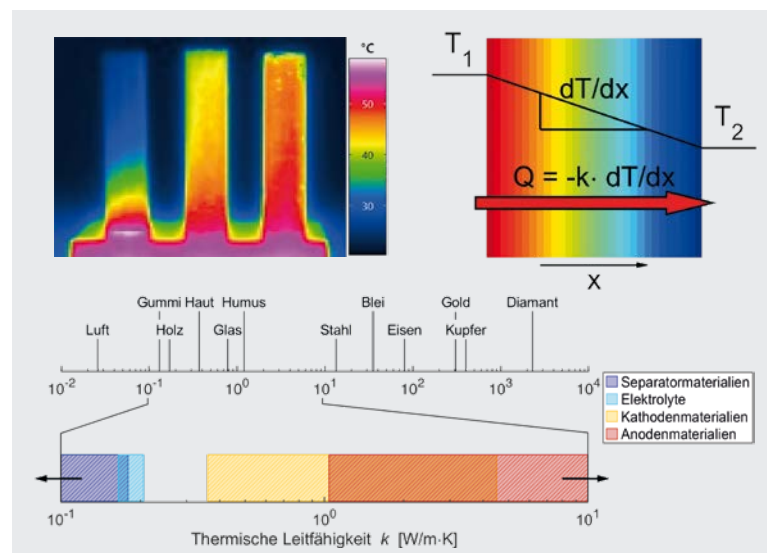 °C
50
40
30
T₁
dT/dx
T₂
Q = -k· dT/dx
x
Gummi Haut Humus Blei Gold Diamant
Luft Holz Glas Stahl Eisen Kupfer
10⁻² 10⁻¹ 10⁰ 10¹ 10² 10³ 10⁴
Separatormaterialien
Elektrolyte
Kathodenmaterialien
Anodenmaterialien
10⁻¹ 10⁰ 10¹
Thermische Leitfähigkeit k [W/m·K]